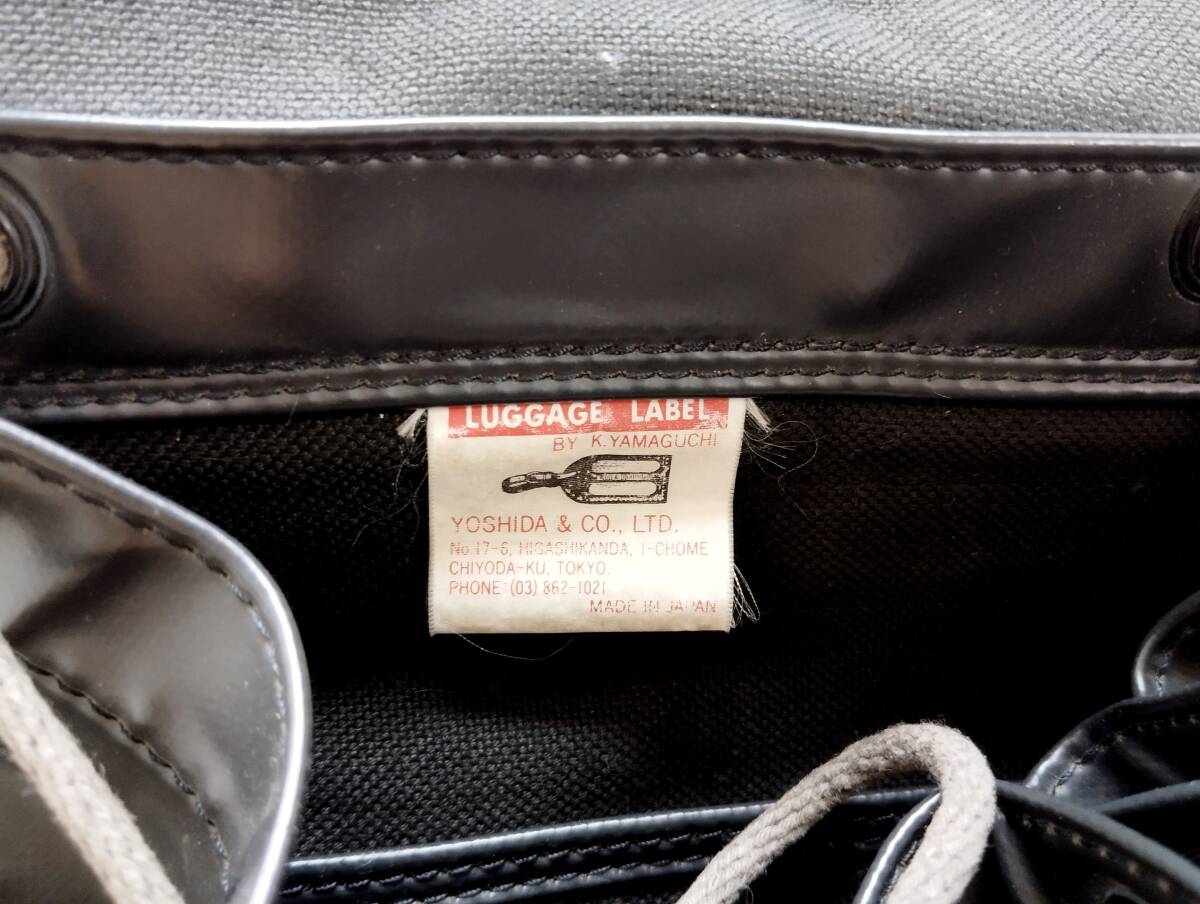 LUGGAGE LABEL
BY K.YAMAGUCHI
YOSHIDA & CO., LTD.
No.17-6, HIGASHIKANDA, 1-CHOME
CHIYODA-KU, TOKYO.
PHONE (03) 862-1021
MADE IN JAPAN